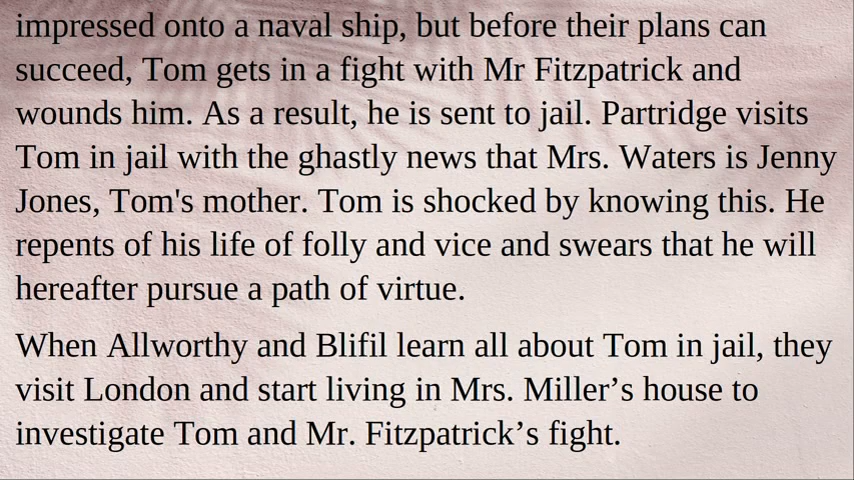 impressed onto a naval ship, but before their plans can
succeed, Tom gets in a fight with Mr Fitzpatrick and
wounds him. As a result, he is sent to jail. Partridge visits
Tom in jail with the ghastly news that Mrs. Waters is Jenny
Jones, Tom's mother. Tom is shocked by knowing this. He
repents of his life of folly and vice and swears that he will
hereafter pursue a path of virtue.
When Allworthy and Blifil learn all about Tom in jail, they
visit London and start living in Mrs. Miller’s house to
investigate Tom and Mr. Fitzpatrick’s fight.